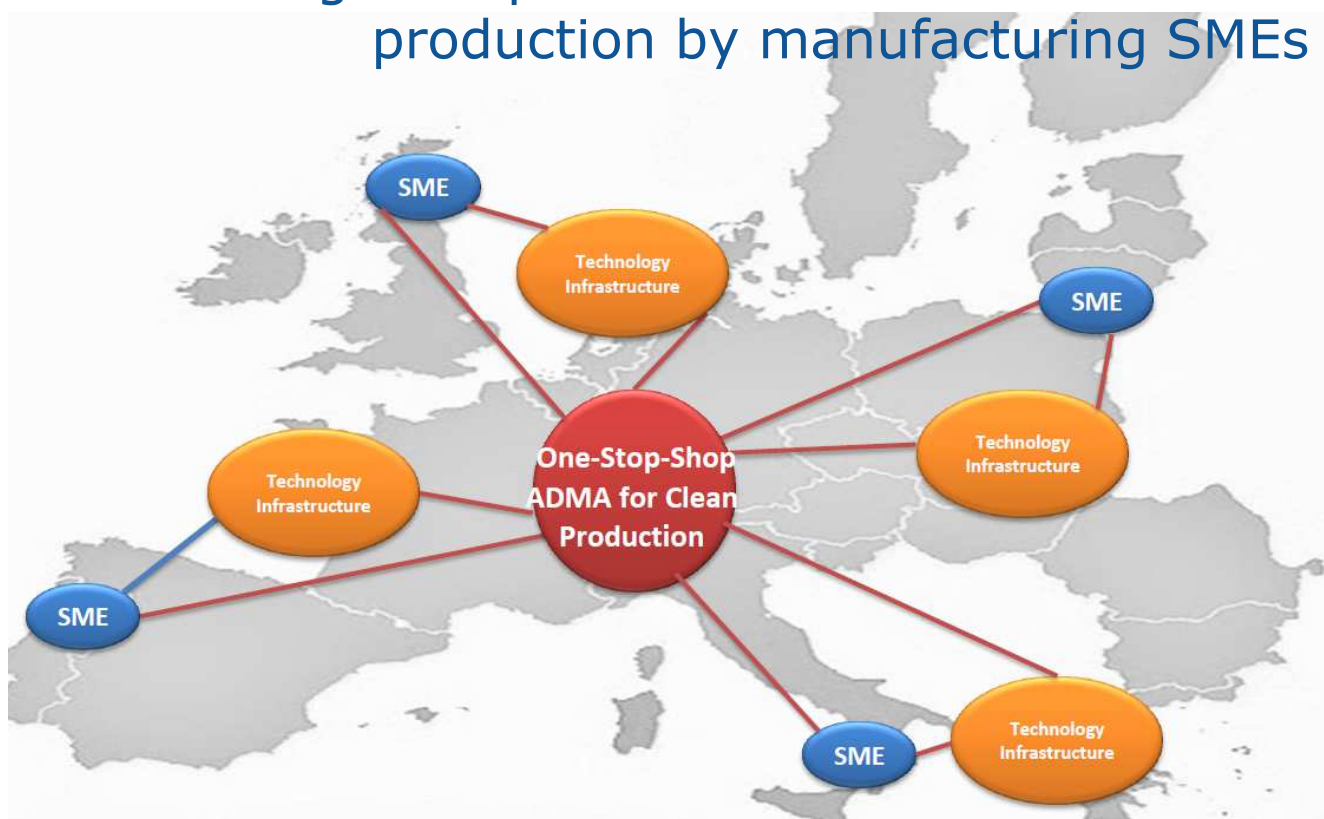 production by manufacturing SMEs
SME
Technology
Infrastructure
SME
One-Stop-Shop
ADMA for Clean
Production
Technology
Infrastructure
Technology
Infrastructure
SME
SME
Technology
Infrastructure